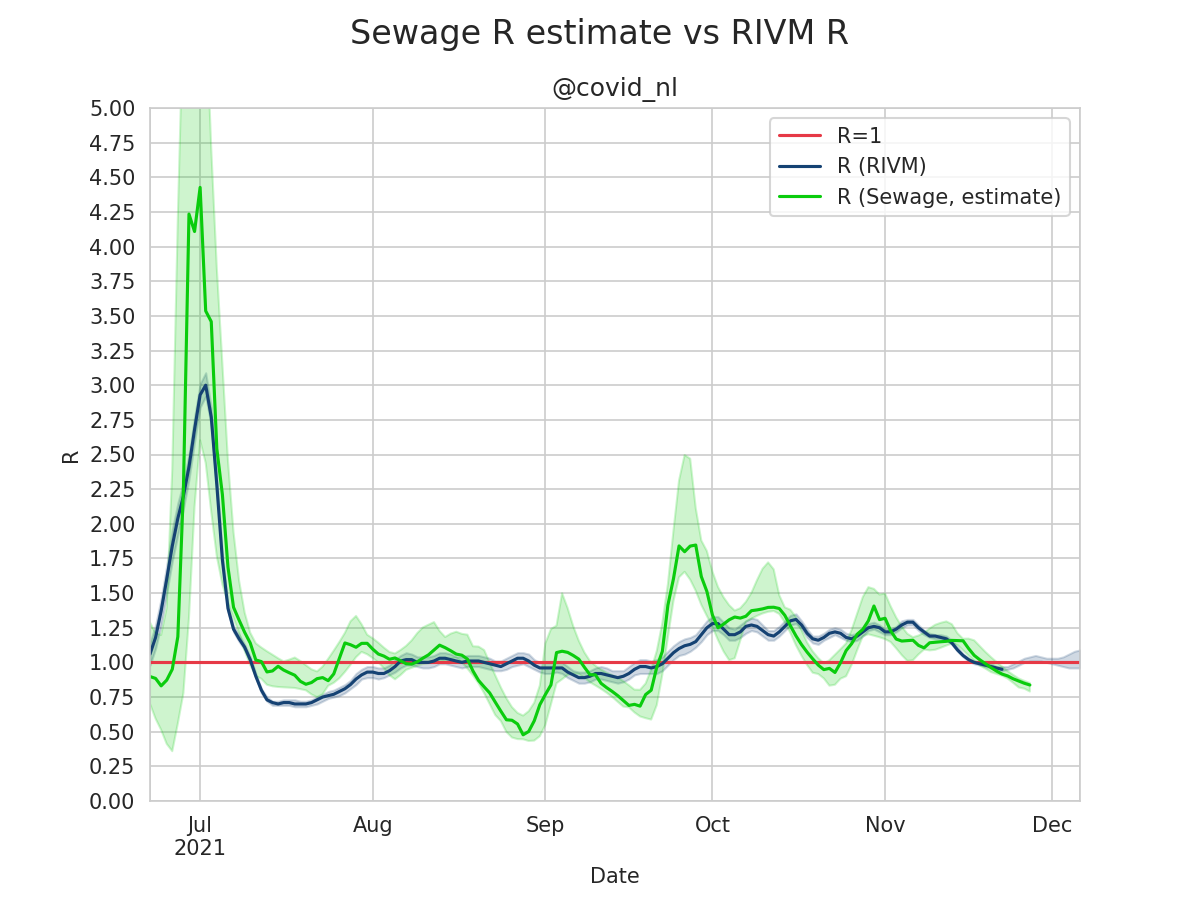 Sewage R estimate vs RIVM R
@covid_nl
R=1
R (RIVM)
R (Sewage, estimate)
R
5.00
4.75
4.50
4.25
4.00
3.75
3.50
3.25
3.00
2.75
2.50
2.25
2.00
1.75
1.50
1.25
1.00
0.75
0.50
0.25
0.00
Jul Aug Sep Oct Nov Dec
2021
Date